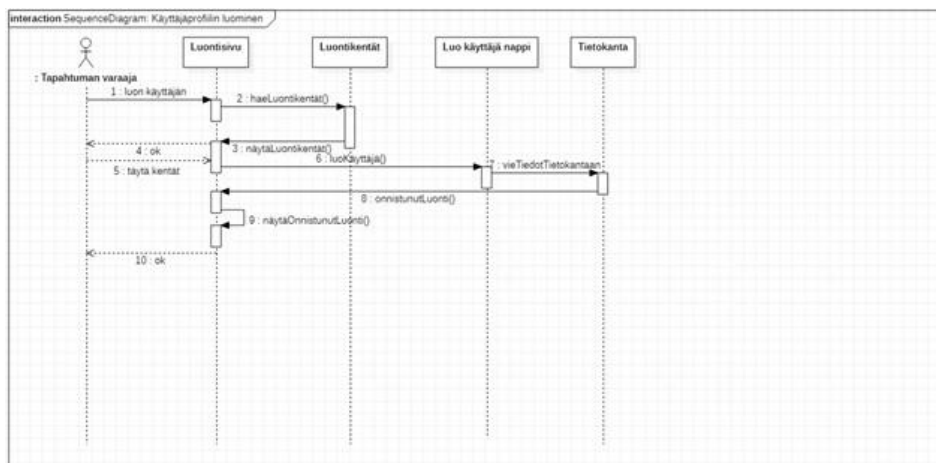 interaction SequenceDiagram: Käyttäjäprofiilin luominen
Luontisivu
Luontikentät
Luo käyttäjä nappi
Tietokanta
: Tapahtuman varaaja
1 : luon käyttäjän
2 : haeLuontikentät()
3 : näytäLuontikentät()
4 : ok
5 : täytä kentät
6 : luoKäyttäjä()
7 : vieTiedotTietokantaan
8 : onnistunutLuonti()
9 : näytäOnnistunutLuonti()
10 : ok